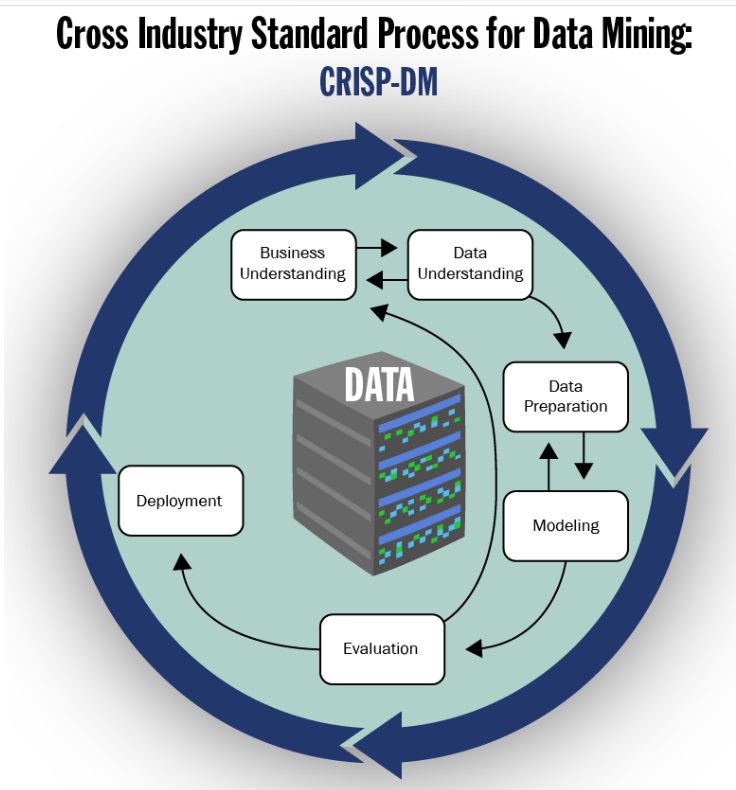 Cross Industry Standard Process for Data Mining:
CRISP-DM
Business
Understanding
Data
Understanding
DATA
Data
Preparation
Deployment
Modeling
Evaluation